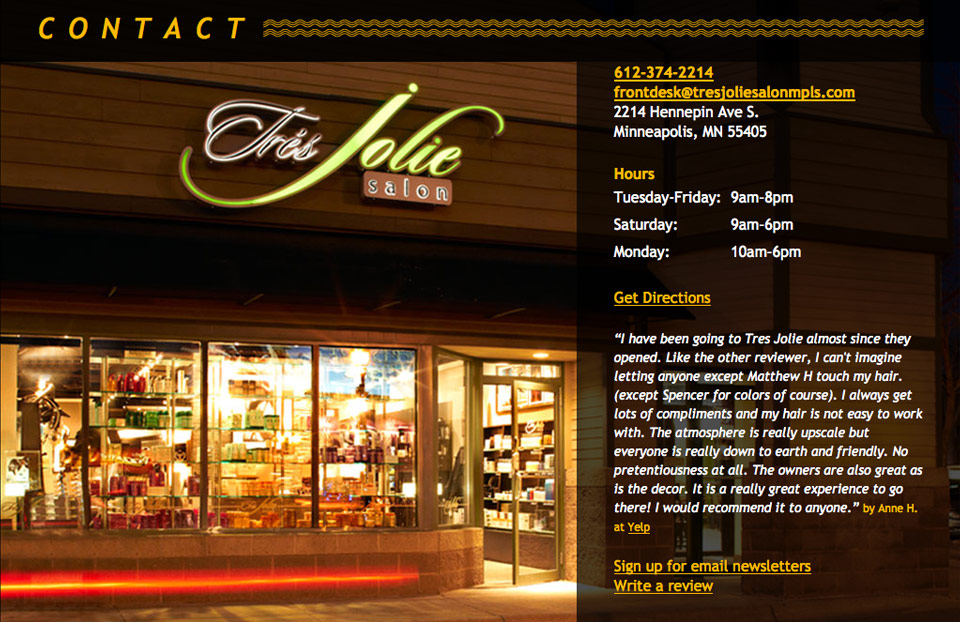 CONTACT
Trés Jolie
salon
612-374-2214
frontdesk@tresjoliesalonmpls.com
2214 Hennepin Ave S.
Minneapolis, MN 55405
Hours
Tuesday-Friday: 9am-8pm
Saturday: 9am-6pm
Monday: 10am-6pm
Get Directions
“I have been going to Tres Jolie almost since they
opened. Like the other reviewer, I can't imagine
letting anyone except Matthew H touch my hair.
(except Spencer for colors of course). I always get
lots of compliments and my hair is not easy to work
with. The atmosphere is really upscale but
everyone is really down to earth and friendly. No
pretentiousness at all. The owners are also great as
is the decor. It is a really great experience to go
there! I would recommend it to anyone.” by Anne H.
at Yelp
Sign up for email newsletters
Write a review